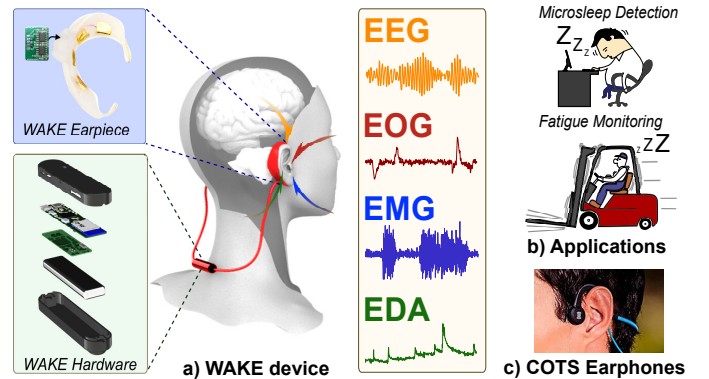 WAKE Earpiece
WAKE Hardware
a) WAKE device
EEG
EOG
EMG
EDA
Microsleep Detection
Z Z z
Fatigue Monitoring
z z Z
b) Applications
c) COTS Earphones